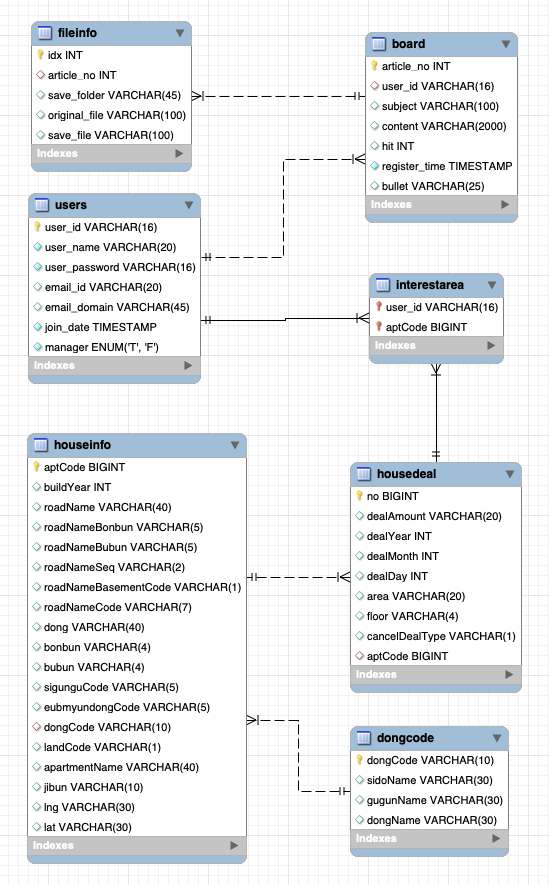 fileinfo
idx INT
article_no INT
save_folder VARCHAR(45)
original_file VARCHAR(100)
save_file VARCHAR(100)
Indexes
board
article_no INT
user_id VARCHAR(16)
subject VARCHAR(100)
content VARCHAR(2000)
hit INT
register_time TIMESTAMP
bullet VARCHAR(25)
Indexes
users
user_id VARCHAR(16)
user_name VARCHAR(20)
user_password VARCHAR(16)
email_id VARCHAR(20)
email_domain VARCHAR(45)
join_date TIMESTAMP
manager ENUM('T', 'F')
Indexes
interestarea
user_id VARCHAR(16)
aptCode BIGINT
Indexes
houseinfo
aptCode BIGINT
buildYear INT
roadName VARCHAR(40)
roadNameBonbun VARCHAR(5)
roadNameBubun VARCHAR(5)
roadNameSeq VARCHAR(2)
roadNameBasementCode VARCHAR(1)
roadNameCode VARCHAR(7)
dong VARCHAR(40)
bonbun VARCHAR(4)
bubun VARCHAR(4)
sigunguCode VARCHAR(5)
eubmyundongCode VARCHAR(5)
dongCode VARCHAR(10)
landCode VARCHAR(1)
apartmentName VARCHAR(40)
jibun VARCHAR(10)
lng VARCHAR(30)
lat VARCHAR(30)
Indexes
housedeal
no BIGINT
dealAmount VARCHAR(20)
dealYear INT
dealMonth INT
dealDay INT
area VARCHAR(20)
floor VARCHAR(4)
cancelDealType VARCHAR(1)
aptCode BIGINT
Indexes
dongcode
dongCode VARCHAR(10)
sidoName VARCHAR(30)
gugunName VARCHAR(30)
dongName VARCHAR(30)
Indexes